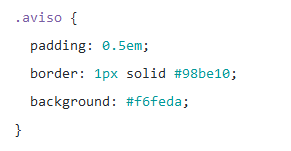 .aviso {
  padding: 0.5em;
  border: 1px solid #98be10;
  background: #f6feda;
}